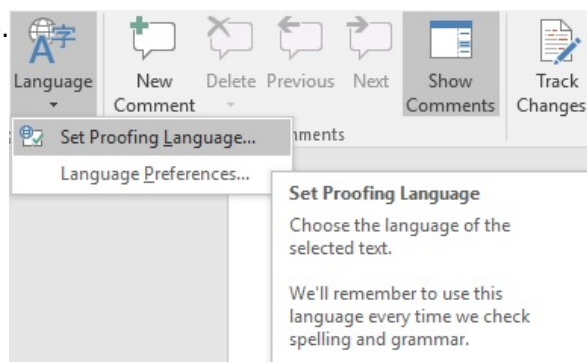 Language
New Comment
Delete
Previous
Next
Show Comments
Track Changes
Set Proofing Language...
mments
Language Preferences...
Set Proofing Language
Choose the language of the
selected text.
We'll remember to use this
language every time we check
spelling and grammar.